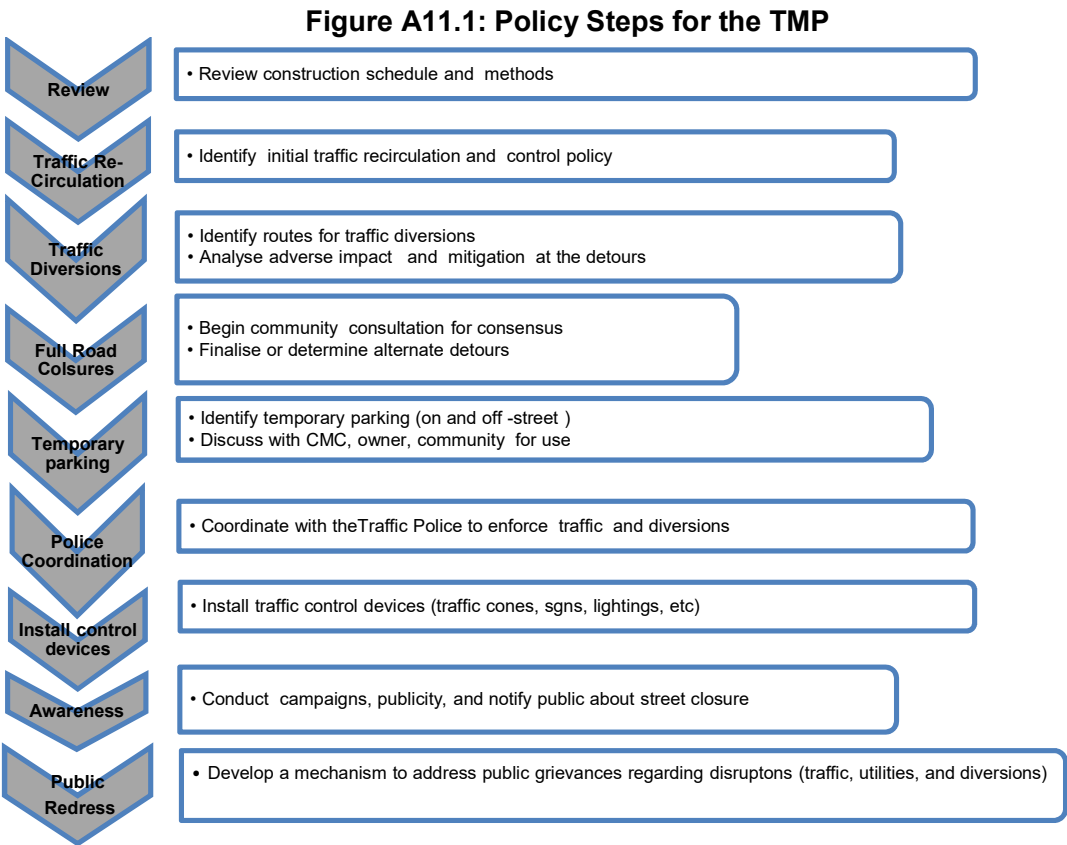 Figure A11.1: Policy Steps for the TMP
Review
• Review construction schedule and methods
Traffic Re-
Circulation
• Identify initial traffic recirculation and control policy
Traffic
Diversions
• Identify routes for traffic diversions
• Analyse adverse impact and mitigation at the detours
Full Road
Colsures
• Begin community consultation for consensus
• Finalise or determine alternate detours
Temporary
parking
• Identify temporary parking (on and off -street )
• Discuss with CMC, owner, community for use
Police
Coordination
• Coordinate with theTraffic Police to enforce traffic and diversions
Install control
devices
• Install traffic control devices (traffic cones, sgns, lightings, etc)
Awareness
• Conduct campaigns, publicity, and notify public about street closure
Public
Redress
• Develop a mechanism to address public grievances regarding disruptons (traffic, utilities, and diversions)